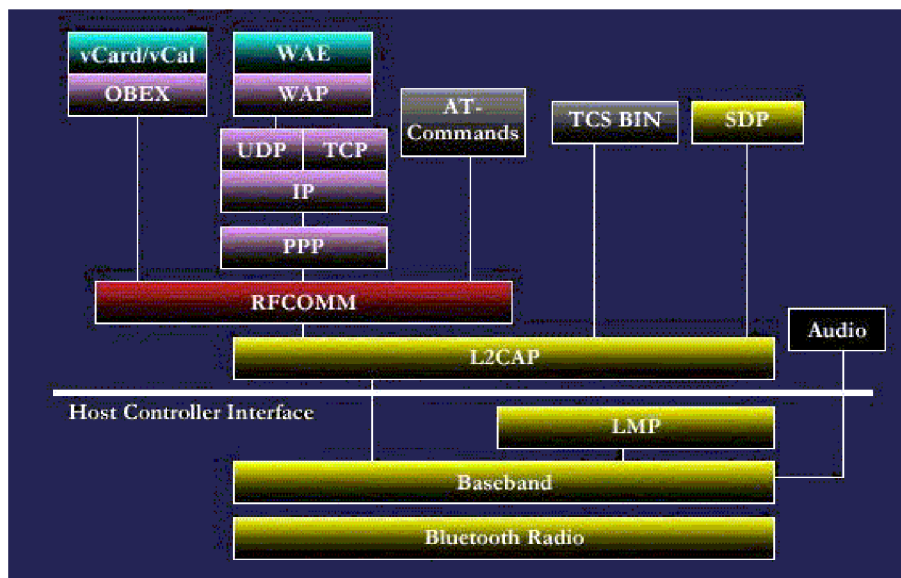 vCard/vCal
OBEX
WAE
WAP
UDP
TCP
IP
PPP
AT-
Commands
TCS BIN
SDP
RFCOMM
L2CAP
Audio
Host Controller Interface
LMP
Baseband
Bluetooth Radio